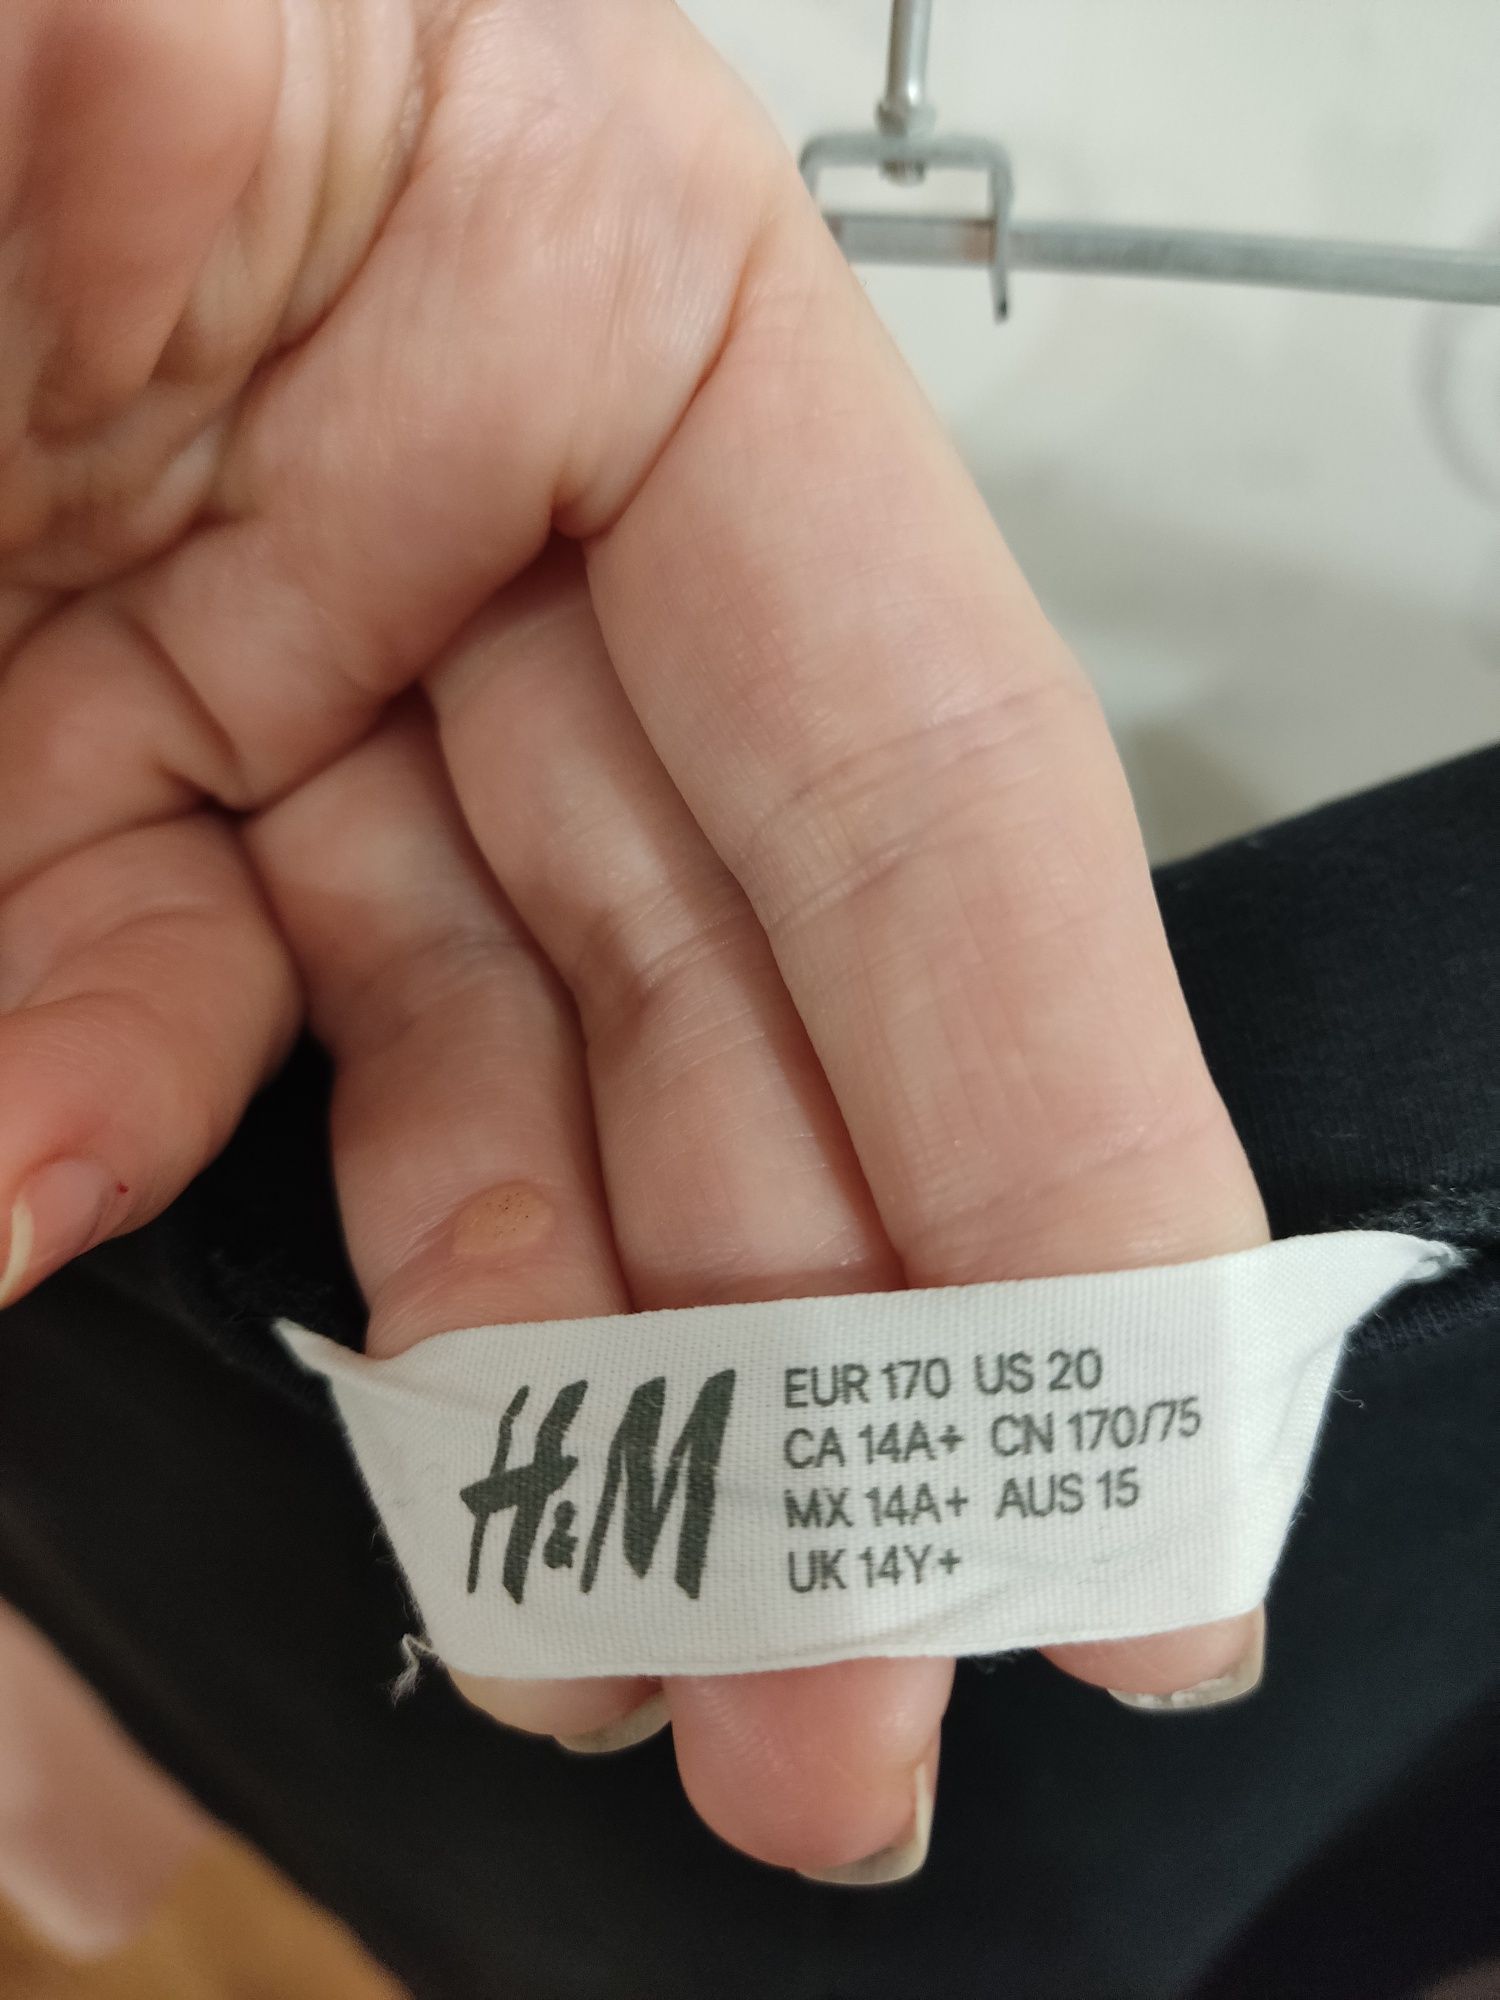 H&M
EUR 170 US 20
CA 14A+ CN 170/75
MX 14A+ AUS 15
UK 14Y+